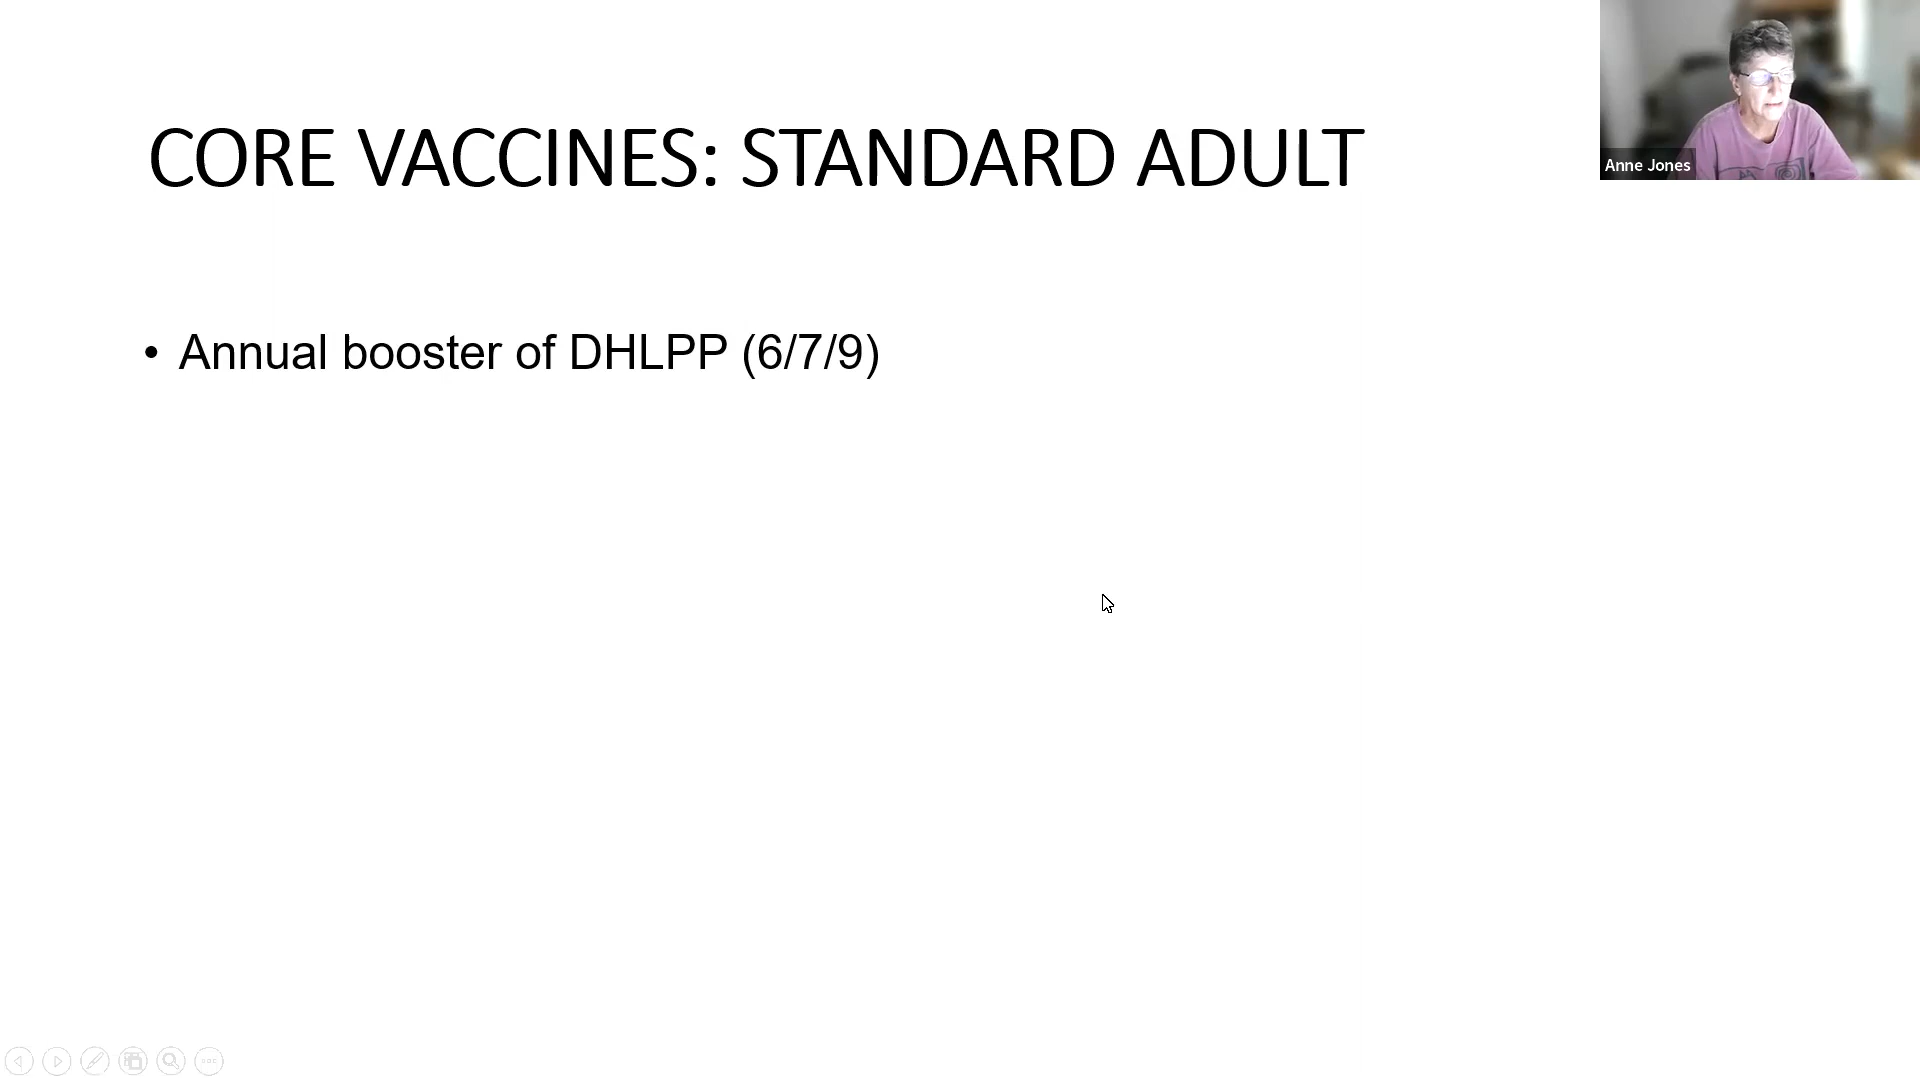 CORE VACCINES: STANDARD ADULT
Anne Jones
• Annual booster of DHLPP (6/7/9)